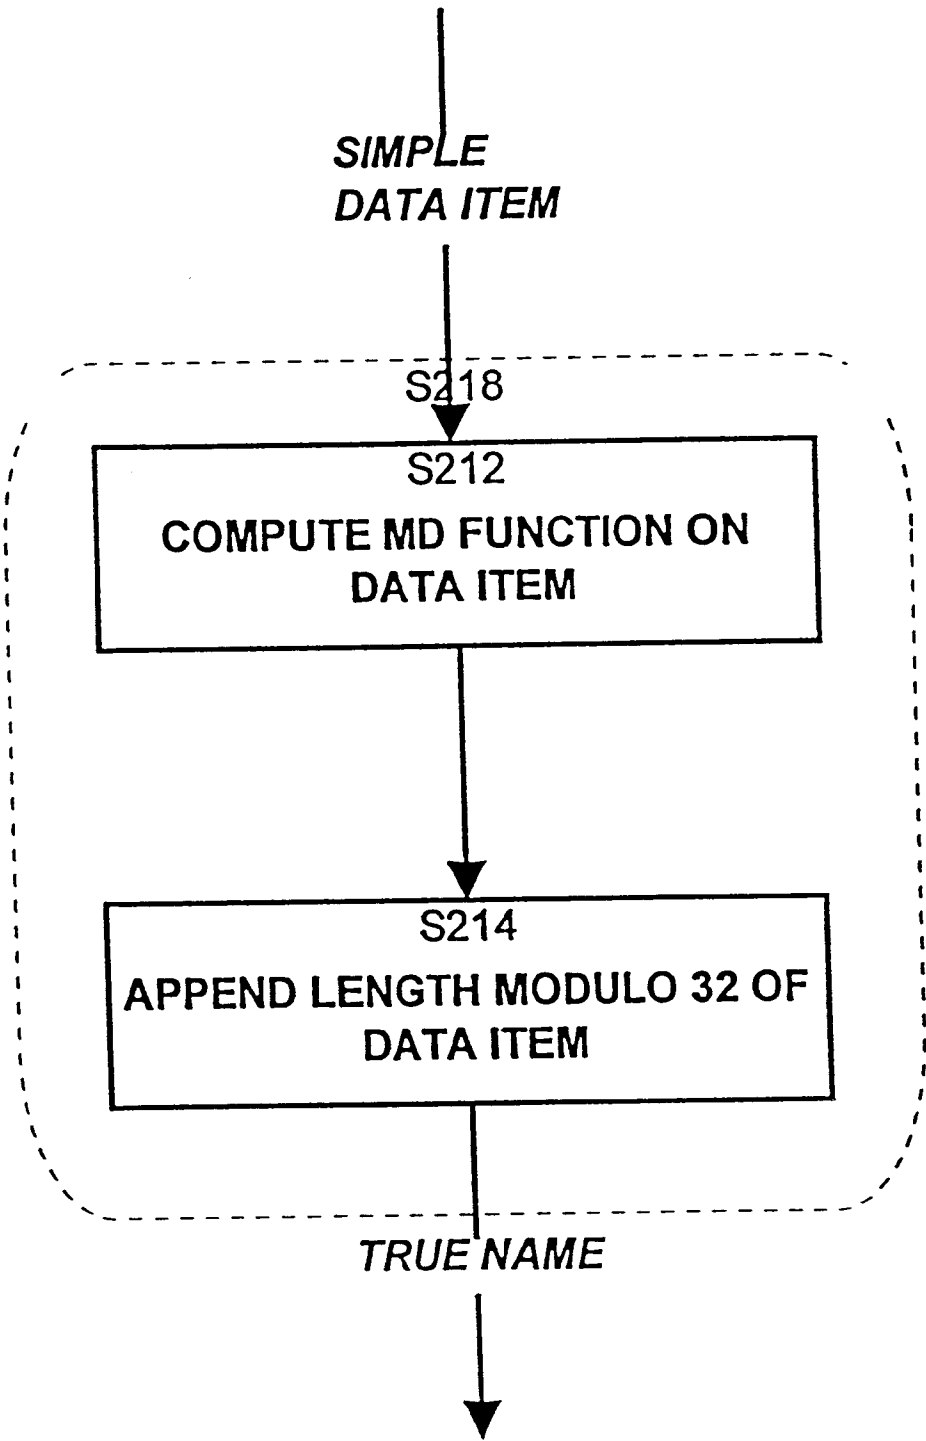 SIMPLE
DATA ITEM
S218
S212
COMPUTE MD FUNCTION ON
DATA ITEM
S214
APPEND LENGTH MODULO 32 OF
DATA ITEM
TRUE NAME